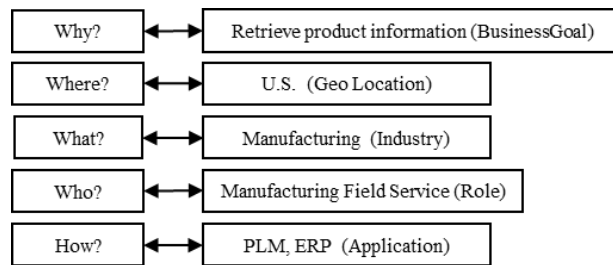 Why?
Retrieve product information (BusinessGoal)
Where?
U.S. (Geo Location)
What?
Manufacturing (Industry)
Who?
Manufacturing Field Service (Role)
How?
PLM, ERP (Application)